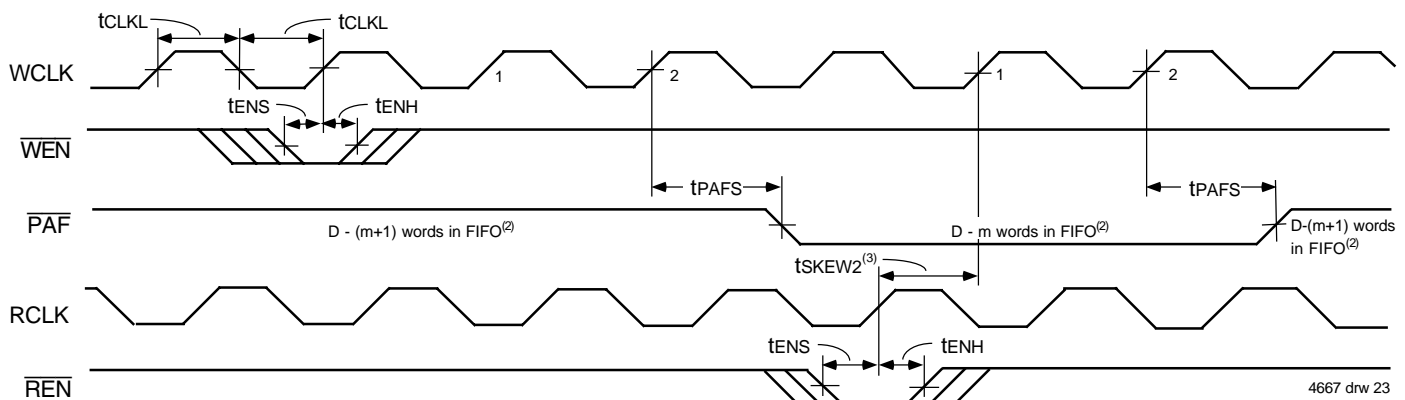 tCLKL tCLKL
WCLK 1 2 1 2
tENS tENH
WEN
tPAFS tPAFS
PAF
D - (m+1) words in FIFO(2) D - m words in FIFO(2) D-(m+1) words
in FIFO(2)
tSKEW2(3)
RCLK
tENS tENH
REN
4667 drw 23